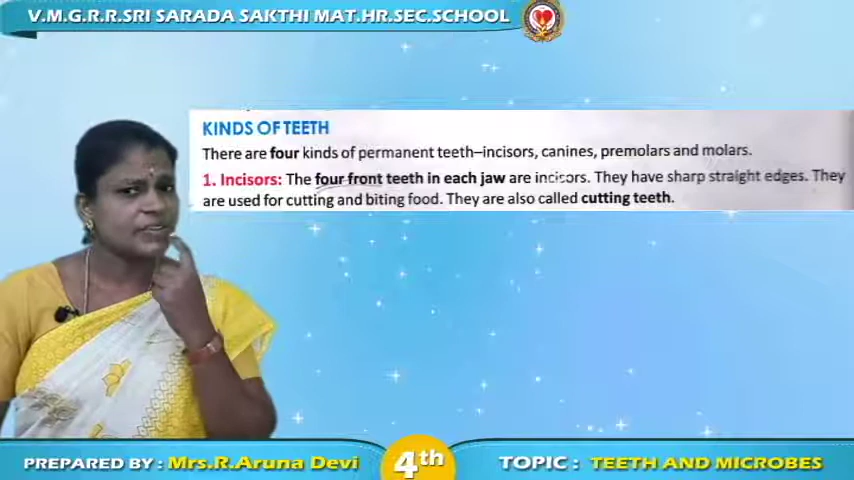 V.M.G.R.R.SRI SARADA SAKTHI MAT.HR.SEC.SCHOOL
KINDS OF TEETH
There are four kinds of permanent teeth–incisors, canines, premolars and molars.
1. Incisors: The four front teeth in each jaw are incisors. They have sharp straight edges. They
are used for cutting and biting food. They are also called cutting teeth.
PREPARED BY : Mrs.R.Aruna Devi
4th
TOPIC : TEETH AND MICROBES